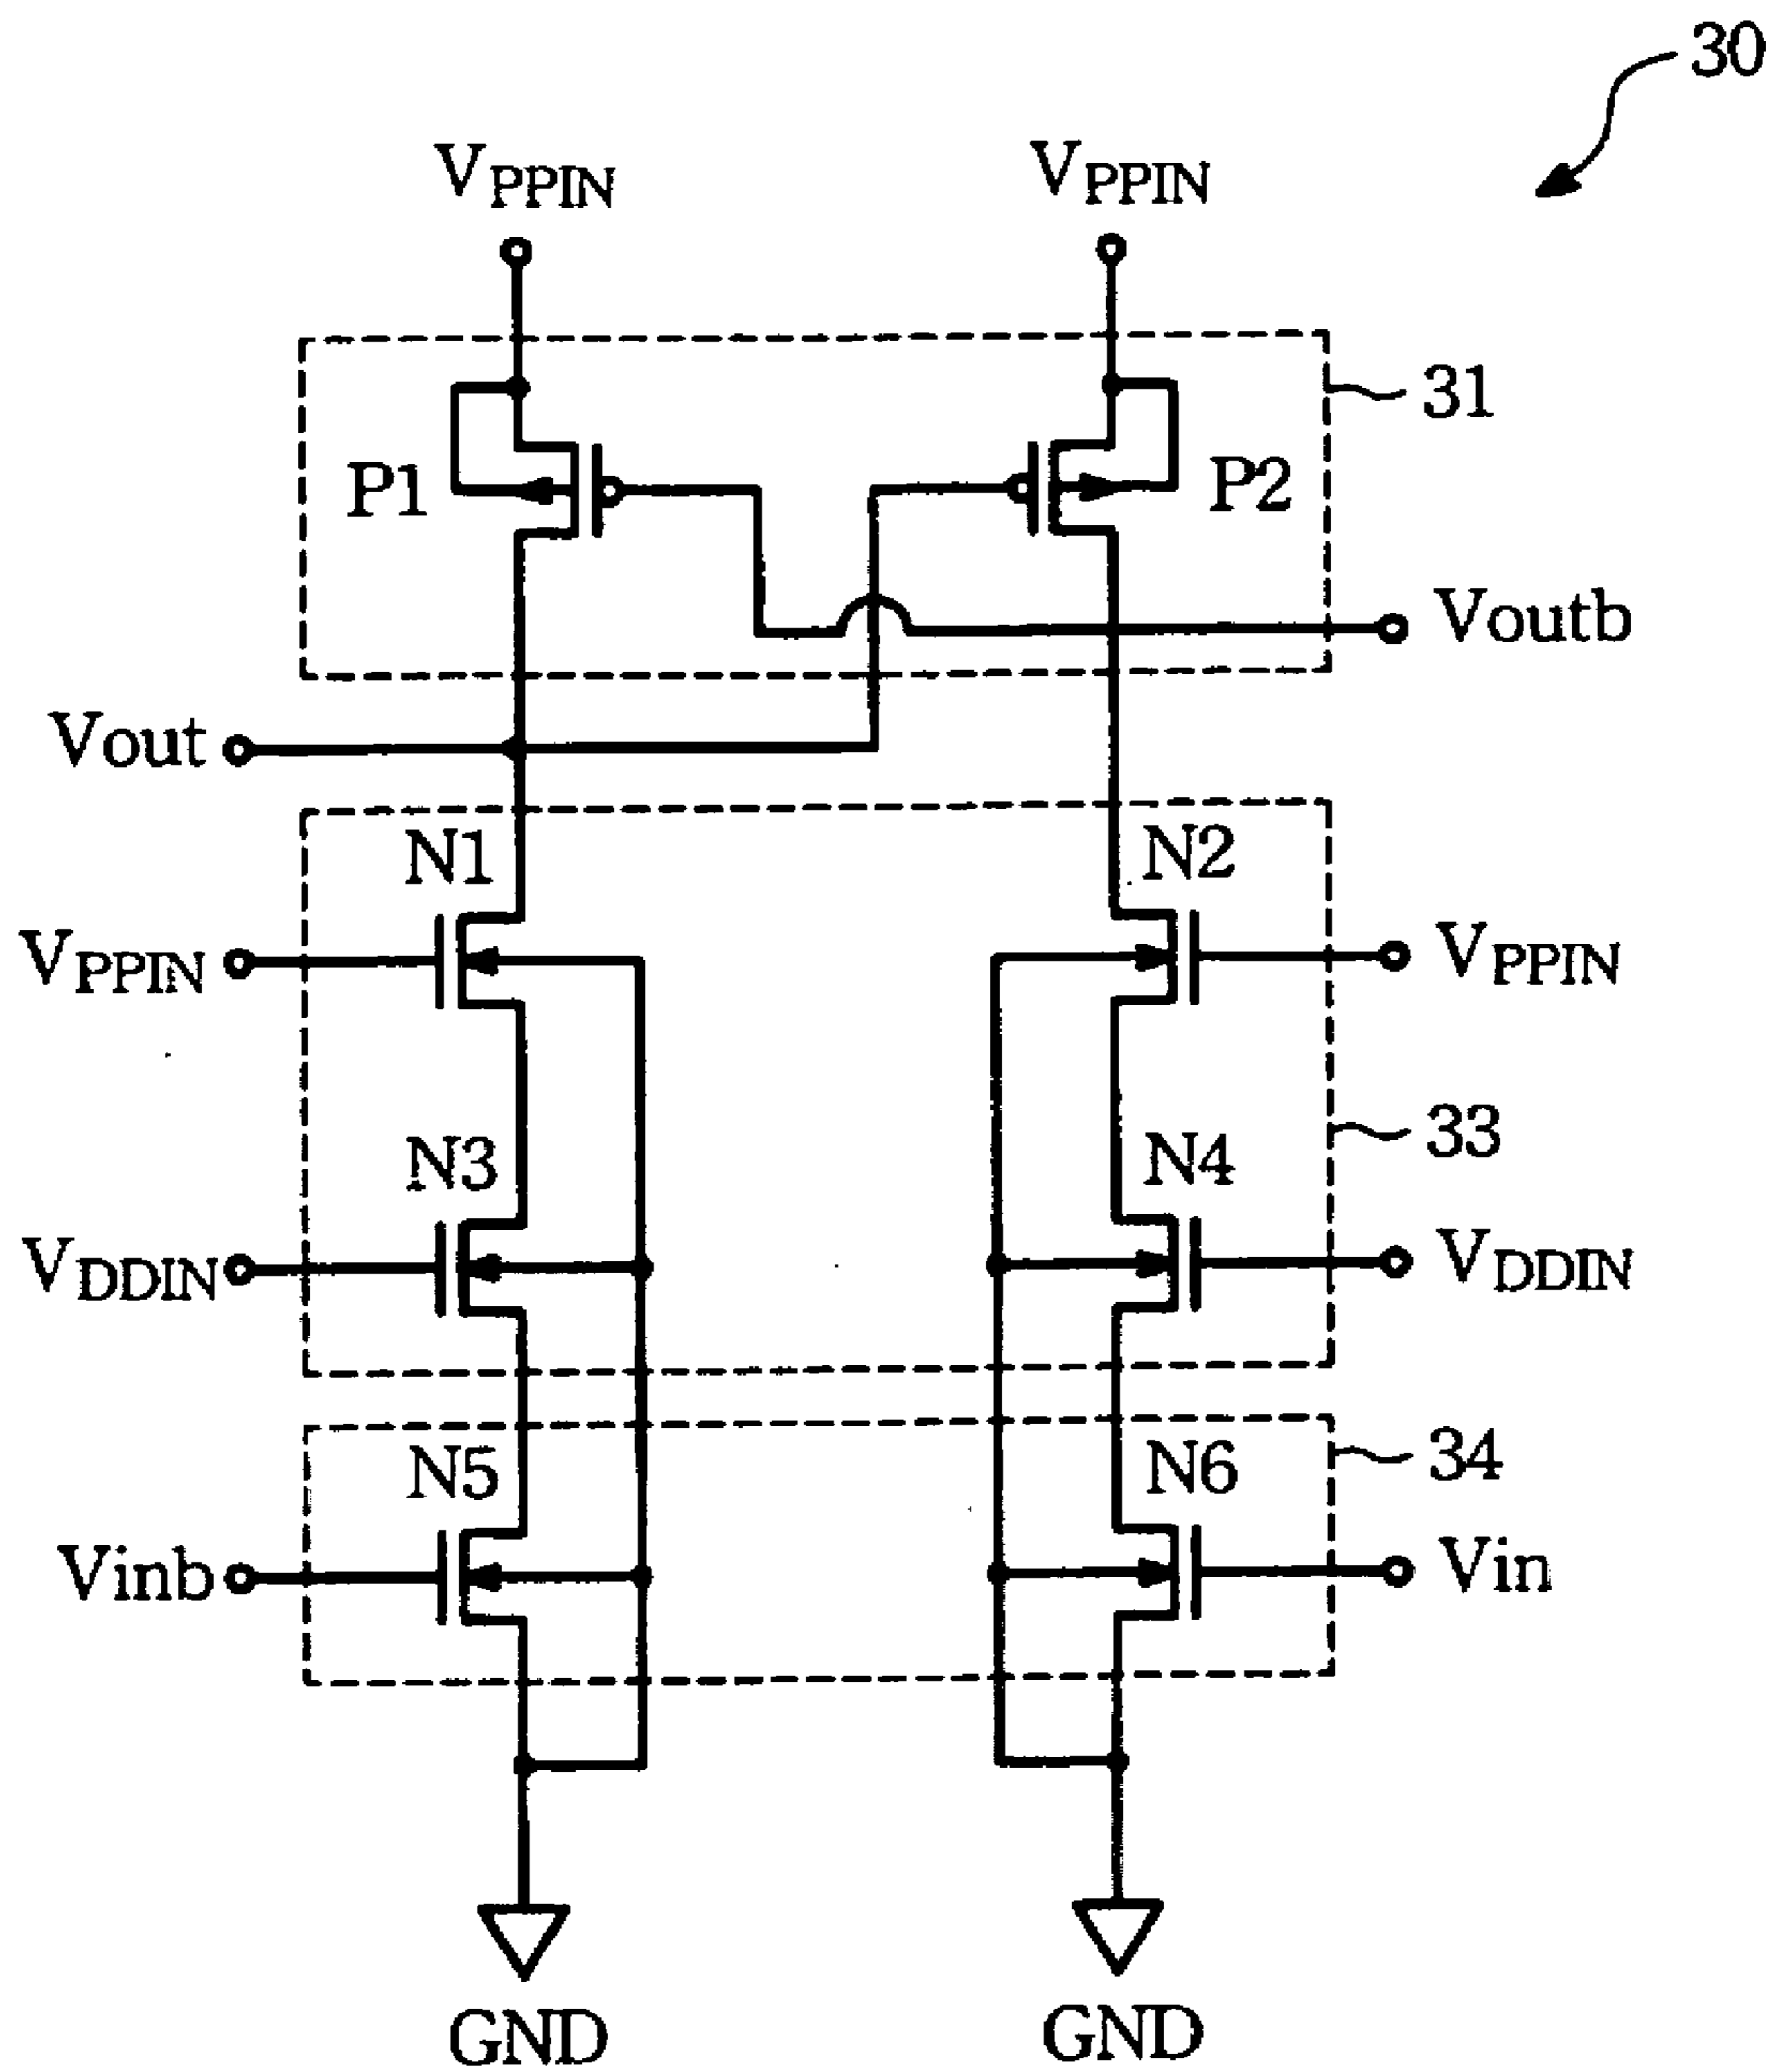 30
VPPIN VPPIN
31
P1 P2
Voutb
Vout
N1 N2
VPPIN VPPIN
33
N3 N4
VDDIN VDDIN
34
N5 N6
Vinb Vin
GND GND